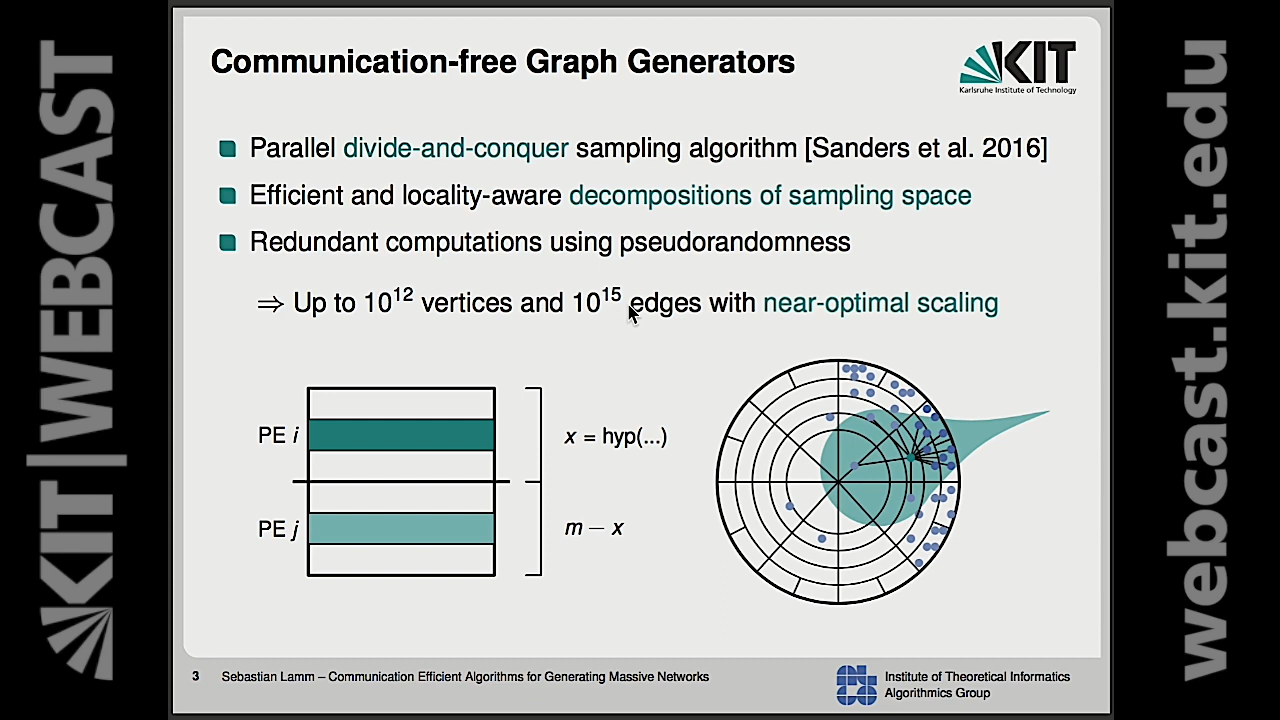 Communication-free Graph Generators
KIT
Karlsruhe Institute of Technology
Parallel divide-and-conquer sampling algorithm [Sanders et al. 2016]
Efficient and locality-aware decompositions of sampling space
Redundant computations using pseudorandomness
⇒ Up to 10¹² vertices and 10¹⁵ edges with near-optimal scaling
PE i
x = hyp(...)
PE j
m − x
3 Sebastian Lamm – Communication Efficient Algorithms for Generating Massive Networks
Institute of Theoretical Informatics
Algorithmics Group
KIT|WEBCAST
webcast.kit.edu